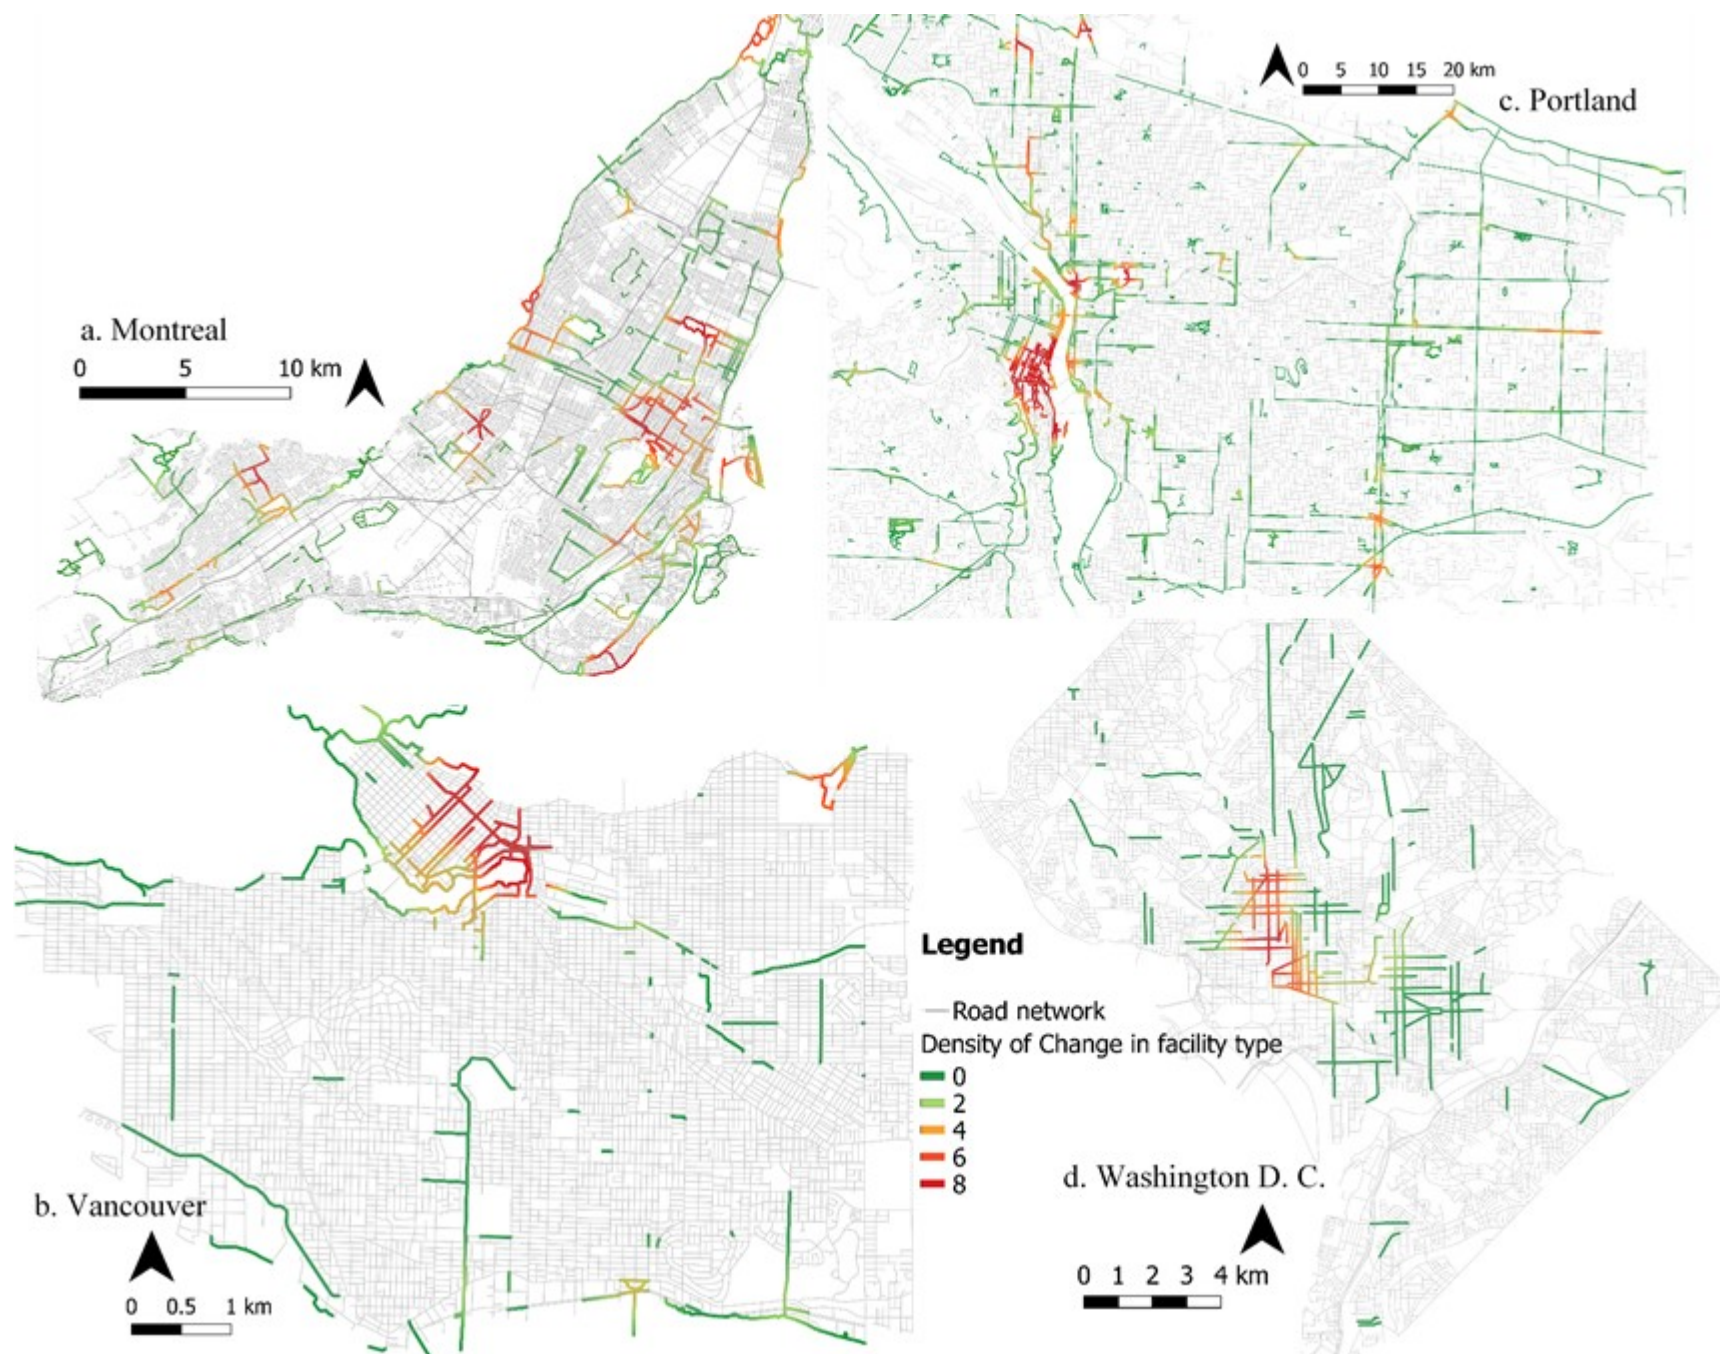 0 5 10 15 20 km
c. Portland
a. Montreal
0 5 10 km
Legend
Road network
Density of Change in facility type
0
2
4
6
8
b. Vancouver
0 0.5 1 km
d. Washington D. C.
0 1 2 3 4 km